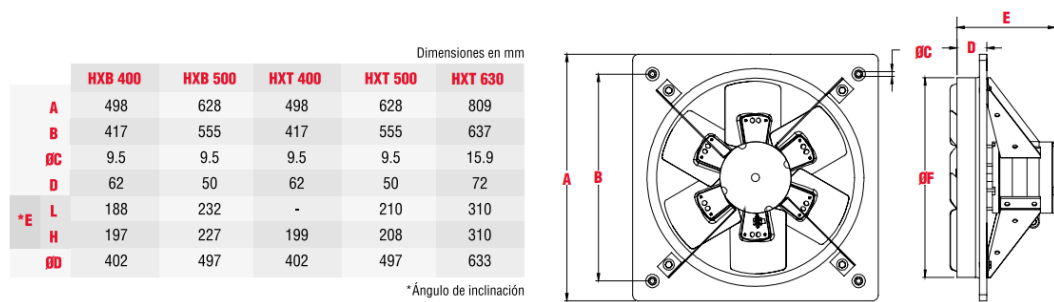 Dimensiones en mm
HXB 400 HXB 500 HXT 400 HXT 500 HXT 630
A 498 628 498 628 809
B 417 555 417 555 637
ØC 9.5 9.5 9.5 9.5 15.9
D 62 50 62 50 72
*E L 188 232 - 210 310
H 197 227 199 208 310
ØD 402 497 402 497 633
*Ángulo de inclinación
E
ØC D
A B ØF